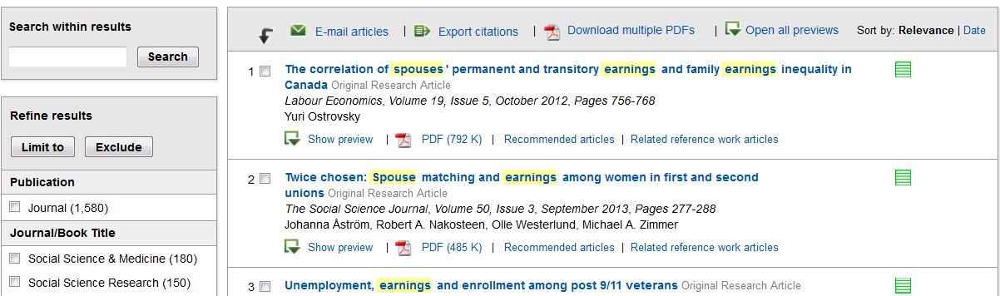 Search within results
Search
Refine results
Limit to Exclude
Publication
Journal (1,580)
Journal/Book Title
Social Science & Medicine (180)
Social Science Research (150)
E-mail articles | Export citations | Download multiple PDFs | Open all previews Sort by: Relevance | Date
1 The correlation of spouses' permanent and transitory earnings and family earnings inequality in
Canada Original Research Article
Labour Economics, Volume 19, Issue 5, October 2012, Pages 756-768
Yuri Ostrovsky
Show preview | PDF (792 K) | Recommended articles | Related reference work articles
2 Twice chosen: Spouse matching and earnings among women in first and second
unions Original Research Article
The Social Science Journal, Volume 50, Issue 3, September 2013, Pages 277-288
Johanna Åström, Robert A. Nakosteen, Olle Westerlund, Michael A. Zimmer
Show preview | PDF (485 K) | Recommended articles | Related reference work articles
3 Unemployment, earnings and enrollment among post 9/11 veterans Original Research Article